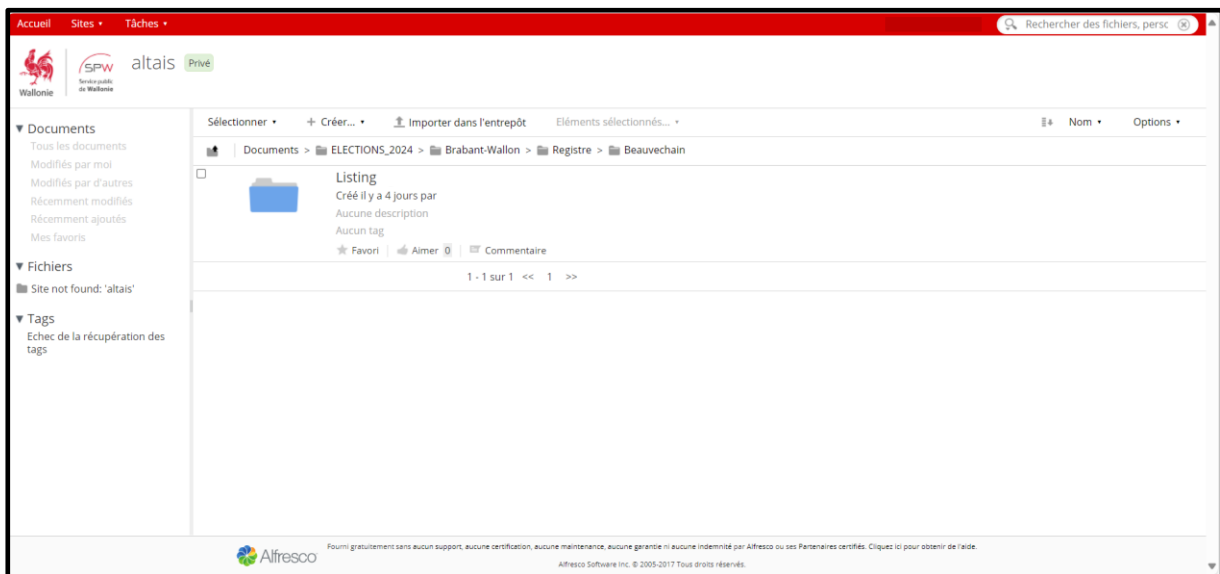 Accueil Sites Tâches Rechercher des fichiers, persc
Wallonie
SPW
Service public
de Wallonie
altais Privé
Documents
Tous les documents
Modifiés par moi
Modifiés par d'autres
Récemment modifiés
Récemment ajoutés
Mes favoris
Fichiers
Site not found: 'altais'
Tags
Echec de la récupération des
tags
Sélectionner + Créer... Importer dans l'entrepôt Eléments sélectionnés... Nom Options
Documents > ELECTIONS_2024 > Brabant-Wallon > Registre > Beauvechain
Listing
Créé il y a 4 jours par
Aucune description
Aucun tag
Favori Aimer 0 Commentaire
1 - 1 sur 1 << 1 >>
Alfresco
Fourni gratuitement sans aucun support, aucune certification, aucune maintenance, aucune garantie ni aucune indemnité par Alfresco ou ses Partenaires certifiés. Cliquez ici pour obtenir de l'aide.
Alfresco Software Inc. © 2005-2017 Tous droits réservés.